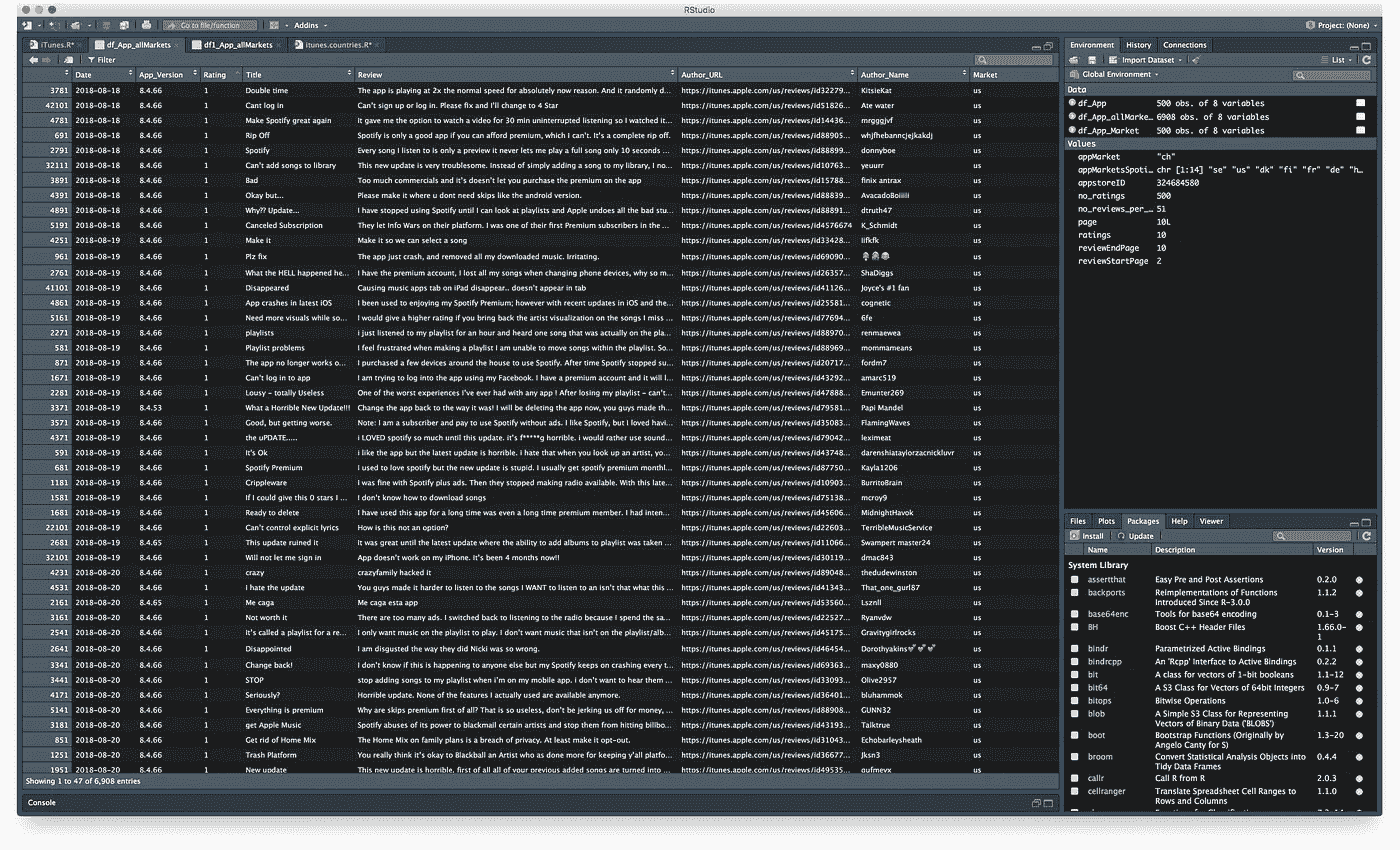 RStudio
Go to file/function Addins Project: (None)
iTunes.R* df_App_allMarkets df1_App_allMarkets itunes.countries.R*
Filter
Date App_Version Rating Title Review Author_URL Author_Name Market
3781 2018-08-18 8.4.66 1 Double time The app is playing at 2x the normal speed for absolutely now reason. And it randomly d... https://itunes.apple.com/us/reviews/id32279... KitsieKat us
42101 2018-08-18 8.4.66 1 Cant log in Can't sign up or log in. Please fix and I'll change to 4 Star https://itunes.apple.com/us/reviews/id51826... Ate water us
4781 2018-08-18 8.4.66 1 Make Spotify great again It gave me the option to watch a video for 30 min uninterrupted listening so I watched it... https://itunes.apple.com/us/reviews/id14436... mrgggjvf us
691 2018-08-18 8.4.66 1 Rip Off Spotify is only a good app if you can afford premium, which I can't. It's a complete rip off. https://itunes.apple.com/us/reviews/id88905... whjfhebanncjejkakdj us
2791 2018-08-18 8.4.66 1 Spotify Every song I listen to is only a preview it never lets me play a full song only 10 seconds ... https://itunes.apple.com/us/reviews/id88899... donnyboe us
32111 2018-08-18 8.4.66 1 Can't add songs to library This new update is very troublesome. Instead of simply adding a song to my library, I no... https://itunes.apple.com/us/reviews/id10763... yeuurr us
3891 2018-08-18 8.4.66 1 Bad Too much commercials and it's doesn't let you purchase the premium on the app https://itunes.apple.com/us/reviews/id15788... finix antrax us
4391 2018-08-19 8.4.66 1 Okay but... Please make it where u dont need skips like the android version. https://itunes.apple.com/us/reviews/id88839... AvacadoBoiiiii us
4891 2018-08-19 8.4.66 1 Why?? Update... I have stopped using Spotify until I can look at playlists and Apple undoes all the bad stu... https://itunes.apple.com/us/reviews/id88891... dtruth47 us
5191 2018-08-19 8.4.66 1 Canceled Subscription They let Info Wars on their platform. I was one of their first Premium subscribers in the ... https://itunes.apple.com/us/reviews/id4576674 K_Schmidt us
4251 2018-08-19 8.4.66 1 Make it Make it so we can select a song https://itunes.apple.com/us/reviews/id33428... us
961 2018-08-19 8.4.66 1 Plz fix The app just crash, and removed all my downloaded music. Irritating. https://itunes.apple.com/us/reviews/id69090... us
2761 2018-08-19 8.4.66 1 What the HELL happened he... I have the premium account, I lost all my songs when changing phone devices, why so m... https://itunes.apple.com/us/reviews/id26357... ShaDiggs us
41101 2018-08-19 8.4.66 1 Disappeared Causing music apps tab on iPad disappear.. doesn't appear in tab https://itunes.apple.com/us/reviews/id41126... Joyce's #1 fan us
4861 2018-08-19 8.4.66 1 App crashes in latest iOS I been used to enjoying my Spotify Premium; however with recent updates in iOS and the... https://itunes.apple.com/us/reviews/id25581... cognetic us
5161 2018-08-19 8.4.66 1 Need more visuals while so... I would give a higher rating if you bring back the artist visualization on the songs I miss ... https://itunes.apple.com/us/reviews/id77694... 6fe us
2271 2018-08-19 8.4.66 1 playlists i just listened to my playlist for an hour and heard one song that was actually on the pla... https://itunes.apple.com/us/reviews/id88970... renmaewea us
581 2018-08-19 8.4.66 1 Playlist problems I feel frustrated when making a playlist I am unable to move songs within the playlist. So... https://itunes.apple.com/us/reviews/id88969... mommameans us
871 2018-08-19 8.4.66 1 The app no longer works o... I purchased a few devices around the house to use Spotify. After time Spotify stopped su... https://itunes.apple.com/us/reviews/id20717... fordm7 us
1671 2018-08-19 8.4.66 1 Can't log in to app I am trying to log into the app using my Facebook. I have a premium account and it will l... https://itunes.apple.com/us/reviews/id43292... amarc519 us
2281 2018-08-19 8.4.66 1 Lousy - totally Useless One of the worst experiences I've ever had with any app ! After losing my playlist - can't... https://itunes.apple.com/us/reviews/id47888... Emunter269 us
3371 2018-08-19 8.4.53 1 What a Horrible New Update!!! Change the app back to the way it was! I will be deleting the app now, you guys made th... https://itunes.apple.com/us/reviews/id79581... Papi Mandel us
3571 2018-08-19 8.4.66 1 Good, but getting worse. Note: I am a subscriber and pay to use Spotify without ads. I like Spotify, but I loved havi... https://itunes.apple.com/us/reviews/id35083... FlamingWaves us
4371 2018-08-19 8.4.66 1 the uPDATE..... i LOVED spotify so much until this update. it's f*****g horrible. i would rather use sound... https://itunes.apple.com/us/reviews/id79042... leximeat us
591 2018-08-19 8.4.66 1 It's Ok i like the app but the latest update is horrible. i hate that when you look up an artist, yo... https://itunes.apple.com/us/reviews/id43748... darenshiataylorzacnickluvr us
681 2018-08-19 8.4.66 1 Spotify Premium I used to love spotify but the new update is stupid. I usually get spotify premium monthl... https://itunes.apple.com/us/reviews/id87750... Kayla1206 us
1181 2018-08-19 8.4.66 1 Crippleware I was fine with Spotify plus ads. Then they stopped making radio available. With this late... https://itunes.apple.com/us/reviews/id10903... BurritoBrain us
1581 2018-08-19 8.4.66 1 If I could give this 0 stars I ... I don't know how to download songs https://itunes.apple.com/us/reviews/id75138... mcroy9 us
1681 2018-08-19 8.4.66 1 Ready to delete I have used this app for a long time was even a long time premium member. I had inten... https://itunes.apple.com/us/reviews/id45606... MidnightHavok us
22101 2018-08-19 8.4.66 1 Can't control explicit lyrics How is this not an option? https://itunes.apple.com/us/reviews/id22603... TerribleMusicService us
2681 2018-08-19 8.4.65 1 This update ruined it It was great until the latest update where the ability to add albums to playlist was taken ... https://itunes.apple.com/us/reviews/id11066... Swampert master24 us
32101 2018-08-19 8.4.66 1 Will not let me sign in App doesn't work on my iPhone. It's been 4 months now!! https://itunes.apple.com/us/reviews/id30119... dmac843 us
4231 2018-08-19 8.4.66 1 crazy crazyfamily hacked it https://itunes.apple.com/us/reviews/id89048... thedudewinston us
4531 2018-08-19 8.4.66 1 I hate the update You guys made it harder to listen to the songs I WANT to listen to an isn't that what this ... https://itunes.apple.com/us/reviews/id41343... That_one_gurl87 us
2161 2018-08-20 8.4.65 1 Me caga Me caga esta app https://itunes.apple.com/us/reviews/id53560... Lsznll us
3161 2018-08-20 8.4.65 1 Not worth it There are too many ads. I switched back to listening to the radio because I spend the sa... https://itunes.apple.com/us/reviews/id22527... Ryanvdw us
2541 2018-08-20 8.4.66 1 It's called a playlist for a re... I only want music on the playlist to play. I don't want music that isn't on the playlist/alb... https://itunes.apple.com/us/reviews/id45175... Gravitygirlrocks us
2641 2018-08-20 8.4.66 1 Disappointed I am disgusted the way they did Nicki was so wrong. https://itunes.apple.com/us/reviews/id46454... Dorothyakins💕💕💕 us
3341 2018-08-20 8.4.66 1 Change back! I don't know if this is happening to anyone else but my Spotify keeps on crashing every t... https://itunes.apple.com/us/reviews/id69363... maxy0880 us
3441 2018-08-20 8.4.66 1 STOP stop adding songs to my playlist when i'm on my mobile app. i don't want to hear them ... https://itunes.apple.com/us/reviews/id33093... Olive2957 us
4171 2018-08-20 8.4.66 1 Seriously? Horrible update. None of the features I actually used are available anymore. https://itunes.apple.com/us/reviews/id36401... bluhammok us
5141 2018-08-20 8.4.66 1 Everything is premium Why are skips premium first of all? That is so useless, don't be jerking us off for money, ... https://itunes.apple.com/us/reviews/id88908... GUNN32 us
3181 2018-08-20 8.4.66 1 get Apple Music Spotify abuses of its power to blackmail certain artists and stop them from hitting billbo... https://itunes.apple.com/us/reviews/id43193... Talktrue us
851 2018-08-20 8.4.66 1 Get rid of Home Mix The Home Mix on family plans is a breach of privacy. At least make it opt-out. https://itunes.apple.com/us/reviews/id31043... Echobarleysheath us
1251 2018-08-20 8.4.66 1 Trash Platform You really think it's okay to Blackball an Artist who as done more for keeping y'all platfo... https://itunes.apple.com/us/reviews/id36279... Jksn3 us
1951 2018-08-20 8.4.66 1 New update This new update is horrible, first of all all of your previous added songs are turned into ... https://itunes.apple.com/us/reviews/id49535... us
Showing 1 to 47 of 6,908 entries
Console
Environment History Connections
Import Dataset List
Global Environment
Data
df_App 500 obs. of 8 variables
df_App_allMarke... 6908 obs. of 8 variables
df_App_Market 500 obs. of 8 variables
Values
appMarket "ch"
appMarketsSpoti... chr [1:14] "se" "us" "dk" "fi" "fr" "de" "h...
appstoreID 324684580
no_ratings 500
no_reviews_per_... 51
page 10L
ratings 10
reviewEndPage 10
reviewStartPage 2
Files Plots Packages Help Viewer
Install Update
Name Description Version
System Library
assertthat Easy Pre and Post Assertions 0.2.0
backports Reimplementations of Functions 1.1.2
Introduced Since R-3.0.0
base64enc Tools for base64 encoding 0.1-3
BH Boost C++ Header Files 1.66.0-
1
bindr Parametrized Active Bindings 0.1.1
bindrcpp An 'Rcpp' Interface to Active Bindings 0.2.2
bit A class for vectors of 1-bit booleans 1.1-12
bit64 A S3 Class for Vectors of 64bit Integers 0.9-7
bitops Bitwise Operations 1.0-6
blob A Simple S3 Class for Representing 1.1.1
Vectors of Binary Data ('BLOBS')
boot Bootstrap Functions (Originally by 1.3-20
Angelo Canty for S)
broom Convert Statistical Analysis Objects into 0.4.4
Tidy Data Frames
callr Call R from R 2.0.3
cellranger Translate Spreadsheet Cell Ranges to 1.1.0
Rows and Columns